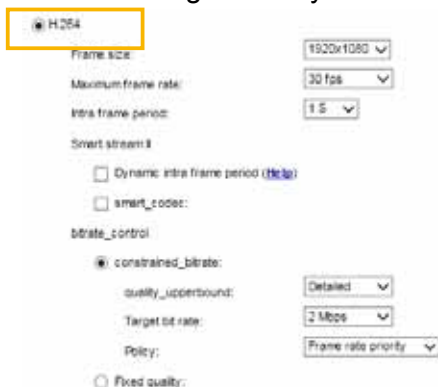 H.264
Frame size: 1920x1080
Maximum frame rate: 30 fps
Intra frame period: 1 S
Smart stream II
Dynamic intra frame period (Help)
smart_codec:
bitrate_control
constrained_bitrate:
quality_upperbound: Detailed
Target bit rate: 2 Mbps
Policy: Frame rate priority
Fixed quality: